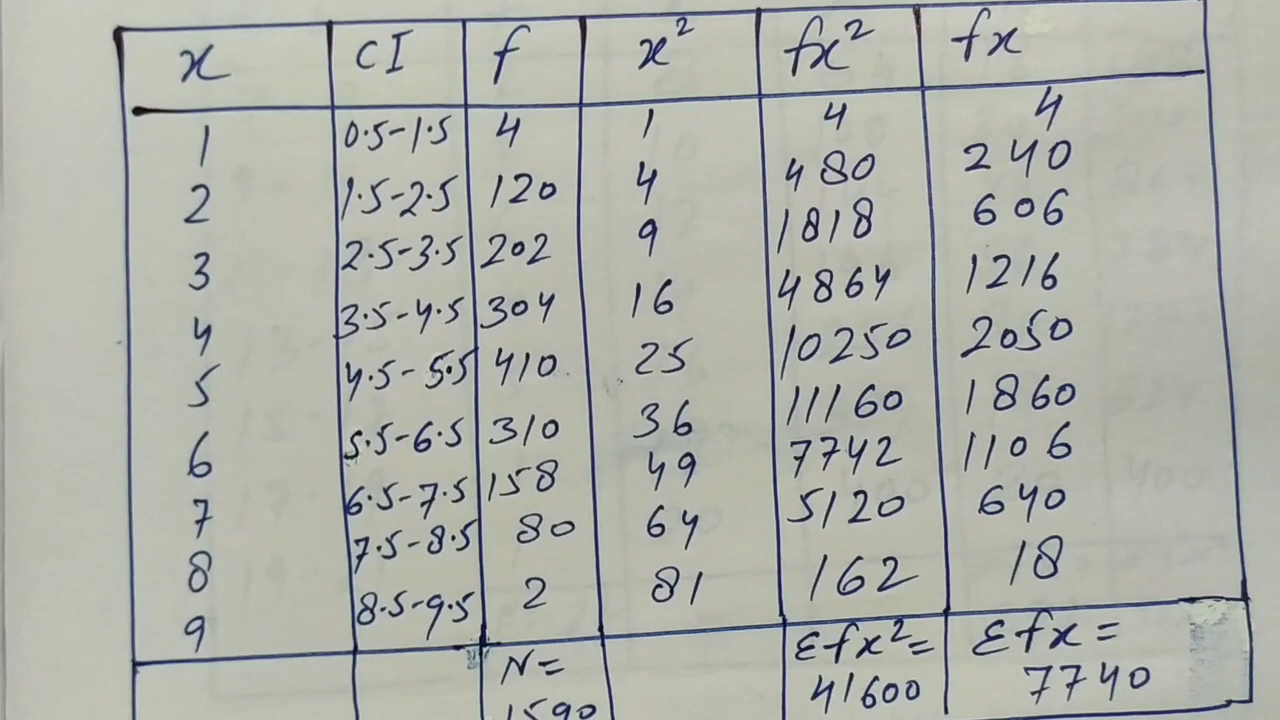 x CI f x² fx² fx
1 0.5-1.5 4 1 4 4
2 1.5-2.5 120 4 480 240
3 2.5-3.5 202 9 1818 606
4 3.5-4.5 304 16 4864 1216
5 4.5-5.5 410 25 10250 2050
6 5.5-6.5 310 36 11160 1860
7 6.5-7.5 158 49 7742 1106
8 7.5-8.5 80 64 5120 640
9 8.5-9.5 2 81 162 18
N= Σfx²= Σfx=
1590 41600 7740